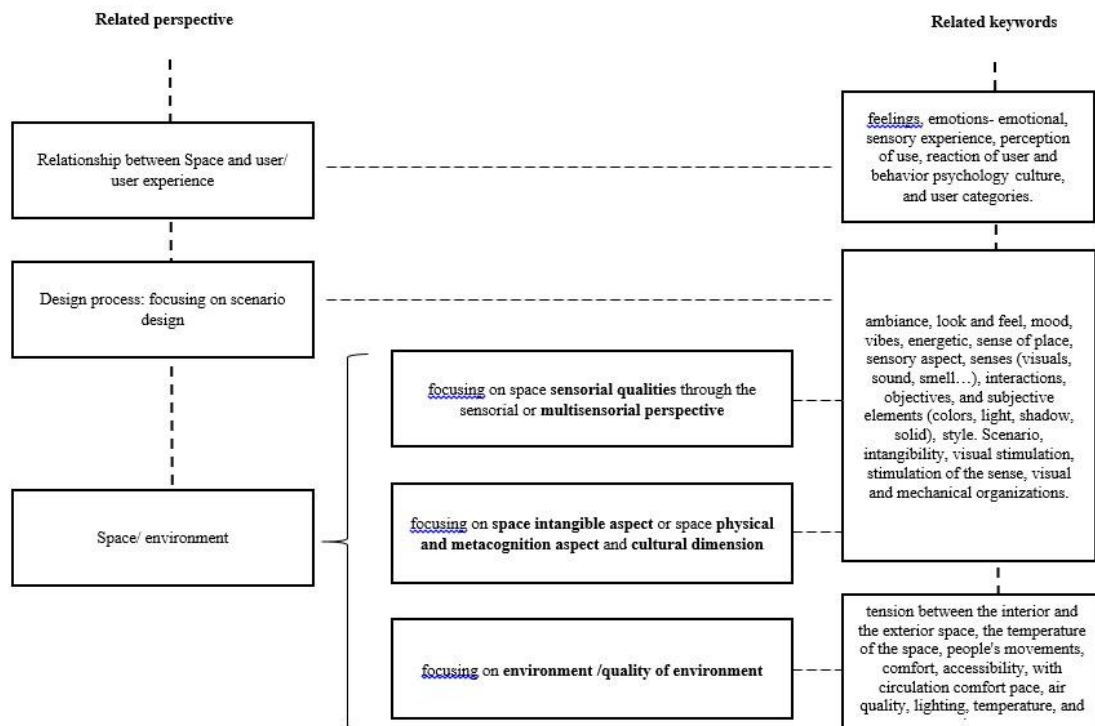 Related perspective
Related keywords
Relationship between Space and user/
user experience
feelings, emotions- emotional,
sensory experience, perception
of use, reaction of user and
behavior psychology culture,
and user categories.
Design process: focusing on scenario
design
ambiance, look and feel, mood,
vibes, energetic, sense of place,
sensory aspect, senses (visuals,
sound, smell…), interactions,
objectives, and subjective
elements (colors, light, shadow,
solid), style. Scenario,
intangibility, visual stimulation,
stimulation of the sense, visual
and mechanical organizations.
Space/ environment
focusing on space sensorial qualities through the
sensorial or multisensorial perspective
focusing on space intangible aspect or space physical
and metacognition aspect and cultural dimension
focusing on environment /quality of environment
tension between the interior and
the exterior space, the temperature
of the space, people's movements,
comfort, accessibility, with
circulation comfort pace, air
quality, lighting, temperature, and